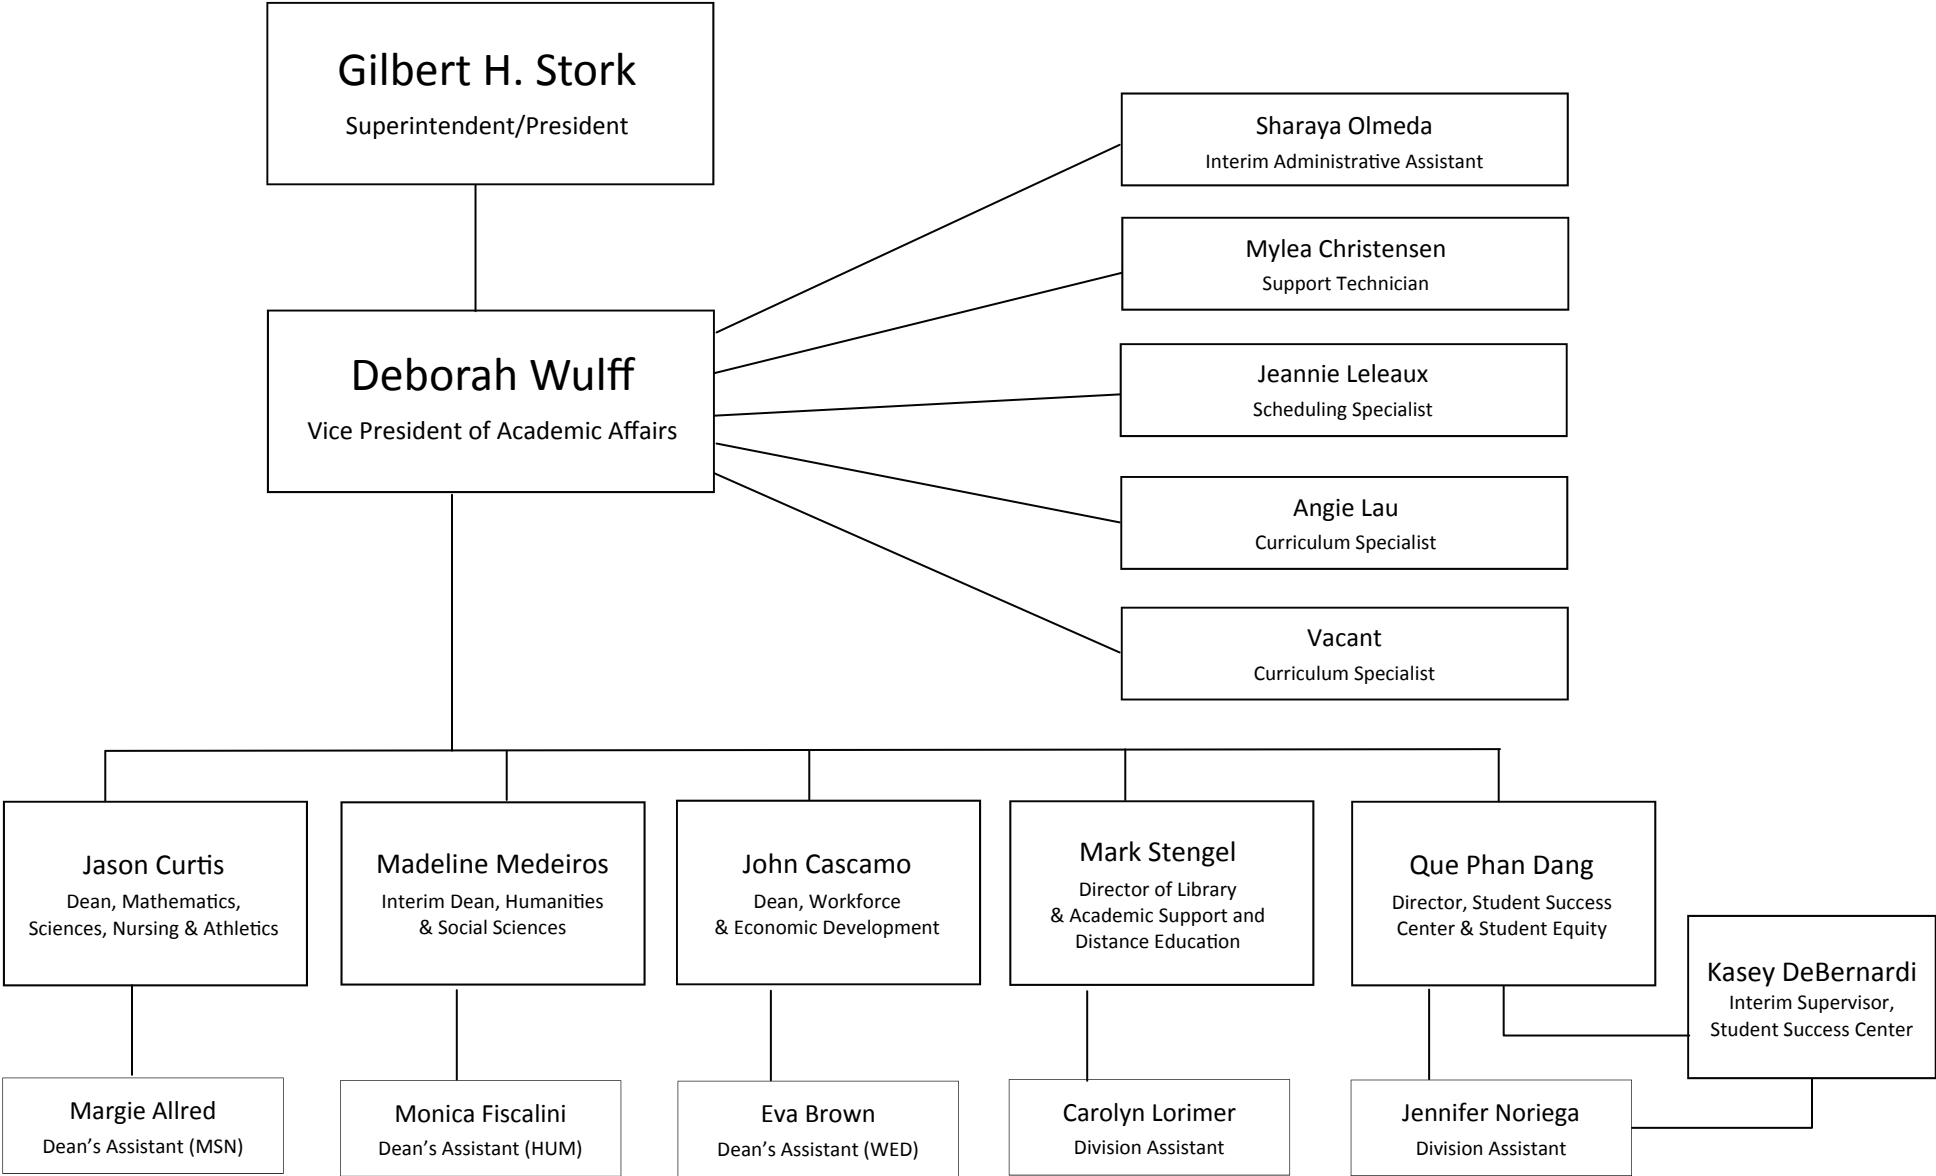 Gilbert H. Stork
Superintendent/President
Sharaya Olmeda
Interim Administrative Assistant
Mylea Christensen
Support Technician
Deborah Wulff
Vice President of Academic Affairs
Jeannie Leleaux
Scheduling Specialist
Angie Lau
Curriculum Specialist
Vacant
Curriculum Specialist
Jason Curtis
Dean, Mathematics,
Sciences, Nursing & Athletics
Madeline Medeiros
Interim Dean, Humanities
& Social Sciences
John Cascamo
Dean, Workforce
& Economic Development
Mark Stengel
Director of Library
& Academic Support and
Distance Education
Que Phan Dang
Director, Student Success
Center & Student Equity
Kasey DeBernardi
Interim Supervisor,
Student Success Center
Margie Allred
Dean’s Assistant (MSN)
Monica Fiscalini
Dean’s Assistant (HUM)
Eva Brown
Dean’s Assistant (WED)
Carolyn Lorimer
Division Assistant
Jennifer Noriega
Division Assistant